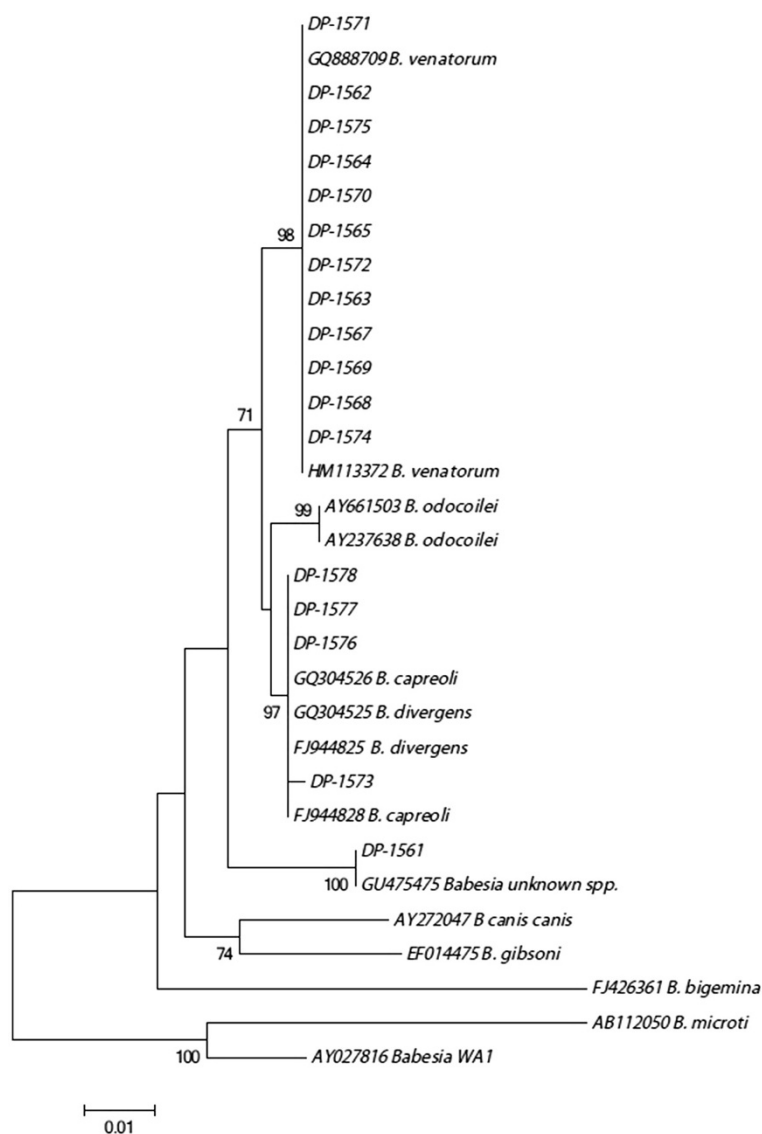 DP-1571
GQ888709 B. venatorum
DP-1562
DP-1575
DP-1564
DP-1570
DP-1565
98
DP-1572
DP-1563
DP-1567
DP-1569
DP-1568
71
DP-1574
HM113372 B. venatorum
AY661503 B. odocoilei
99
AY237638 B. odocoilei
DP-1578
DP-1577
DP-1576
GQ304526 B. capreoli
97
GQ304525 B. divergens
FJ944825 B. divergens
DP-1573
FJ944828 B. capreoli
DP-1561
100
GU475475 Babesia unknown spp.
AY272047 B canis canis
74
EF014475 B. gibsoni
FJ426361 B. bigemina
AB112050 B. microti
100
AY027816 Babesia WA1
0.01